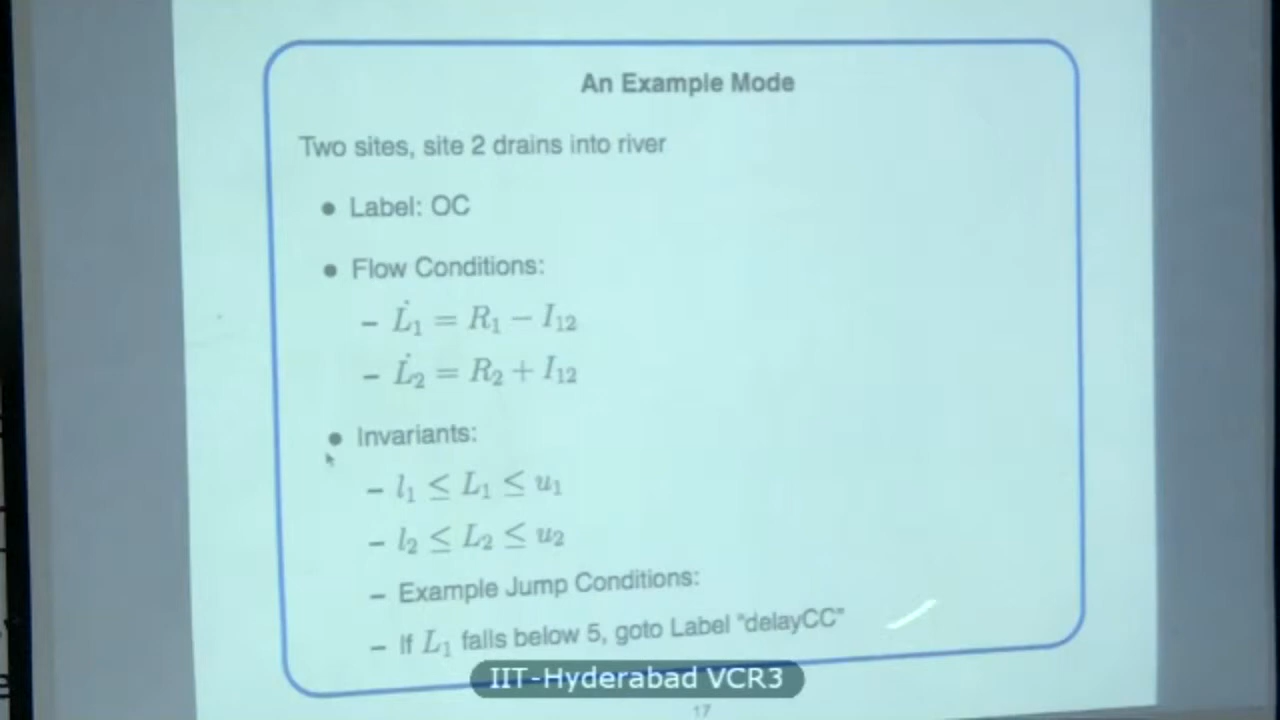 An Example Mode
Two sites, site 2 drains into river
● Label: OC
● Flow Conditions:
– L̇₁ = R₁ − I₁₂
– L̇₂ = R₂ + I₁₂
● Invariants:
– l₁ ≤ L₁ ≤ u₁
– l₂ ≤ L₂ ≤ u₂
– Example Jump Conditions:
– If L₁ falls below 5, goto Label "delayCC"
IIT-Hyderabad VCR3
17